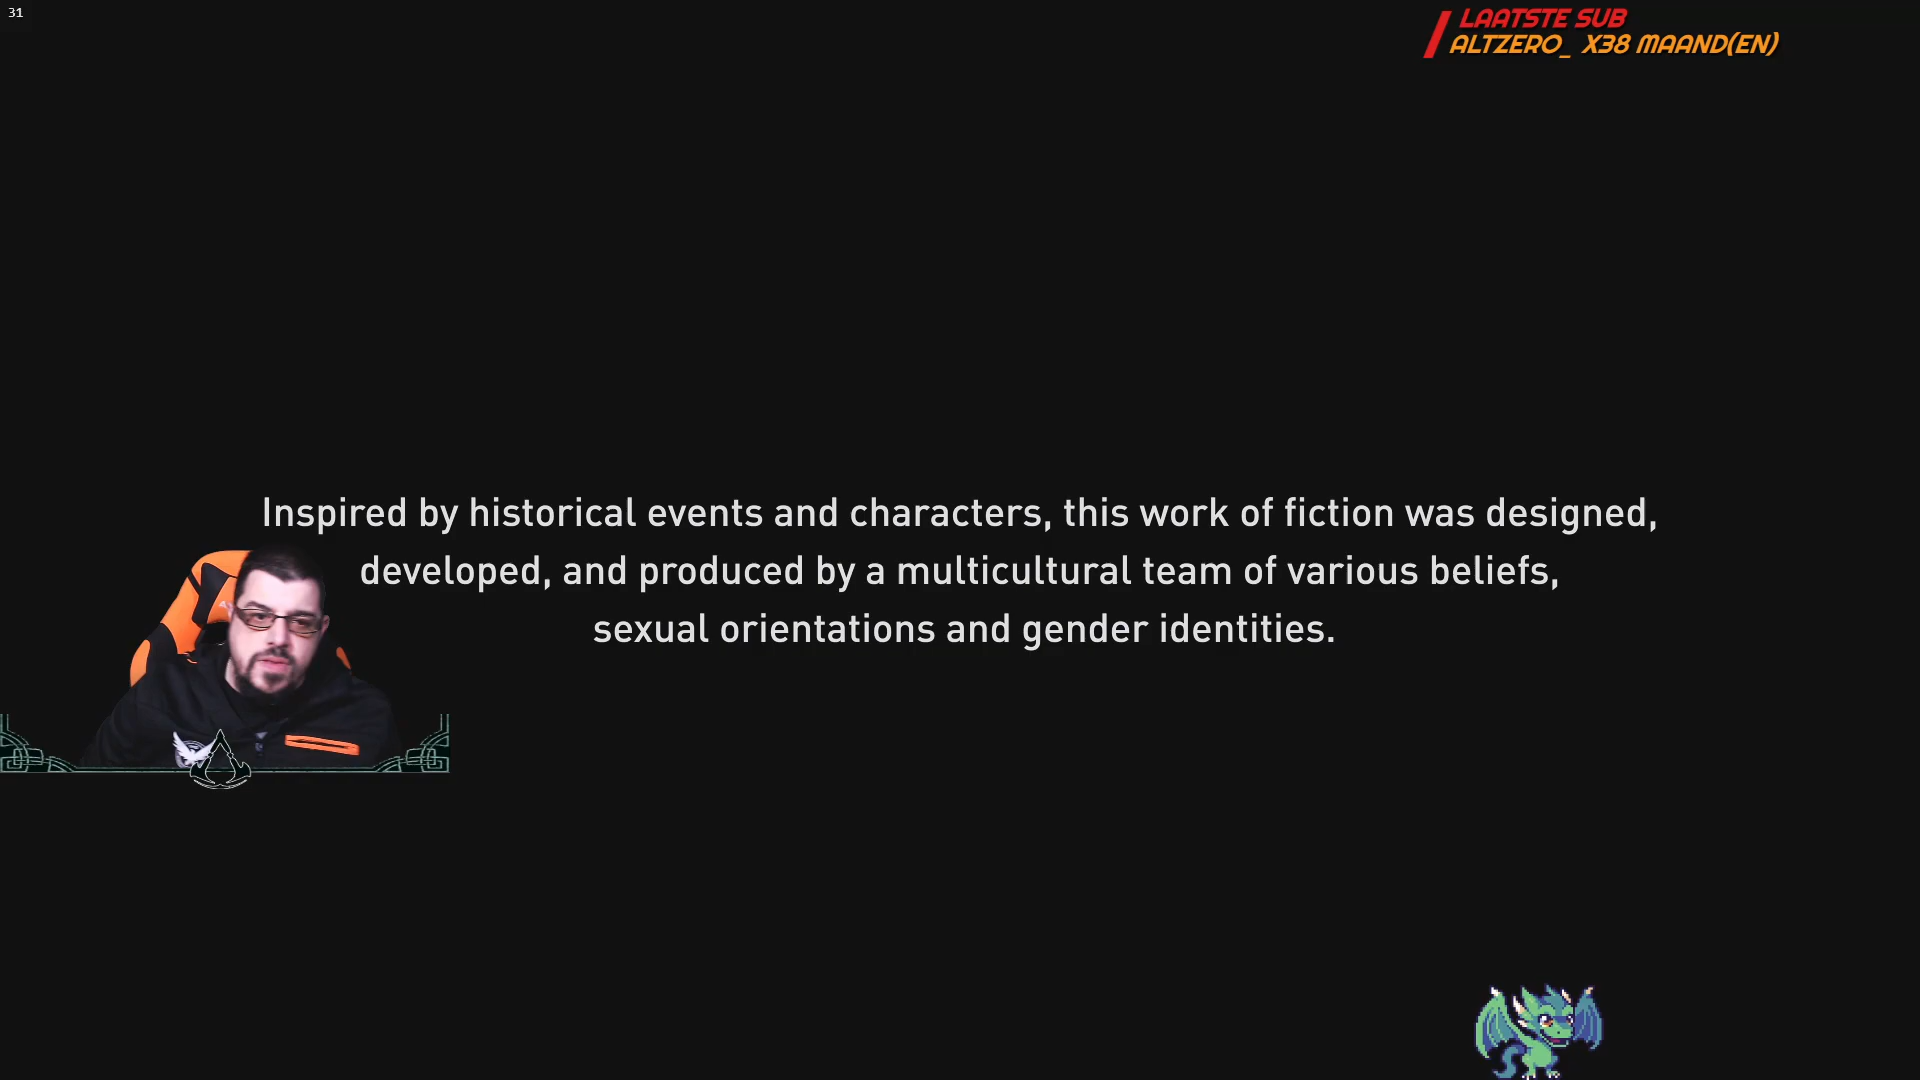 31
LAATSTE SUB
ALTZERO_ X38 MAAND(EN)
Inspired by historical events and characters, this work of fiction was designed,
developed, and produced by a multicultural team of various beliefs,
sexual orientations and gender identities.